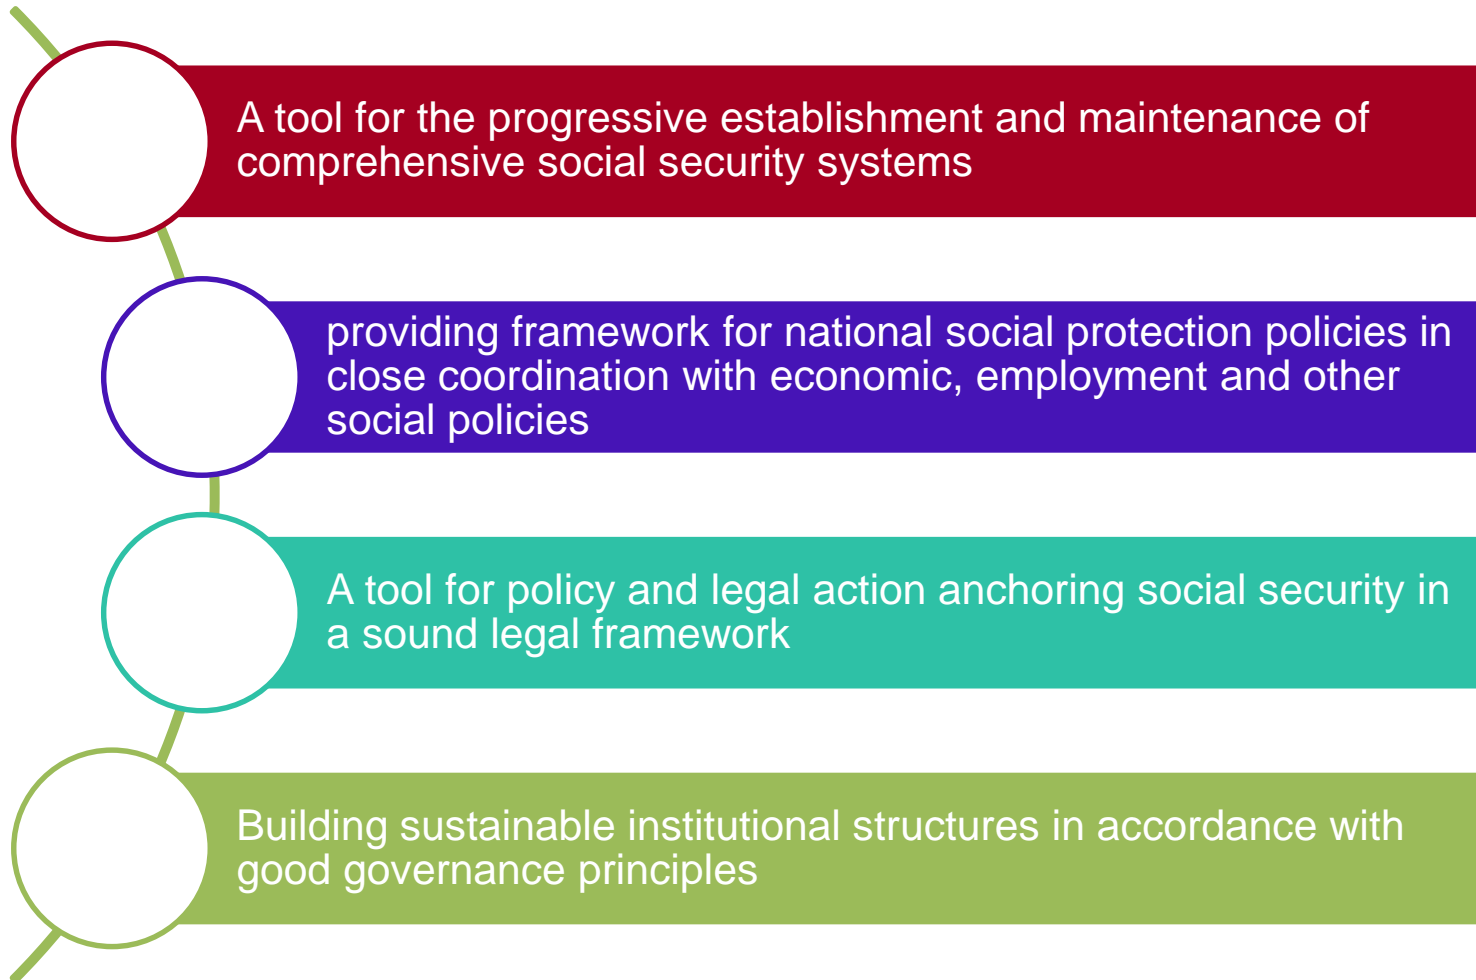 A tool for the progressive establishment and maintenance of
comprehensive social security systems
providing framework for national social protection policies in
close coordination with economic, employment and other
social policies
A tool for policy and legal action anchoring social security in
a sound legal framework
Building sustainable institutional structures in accordance with
good governance principles